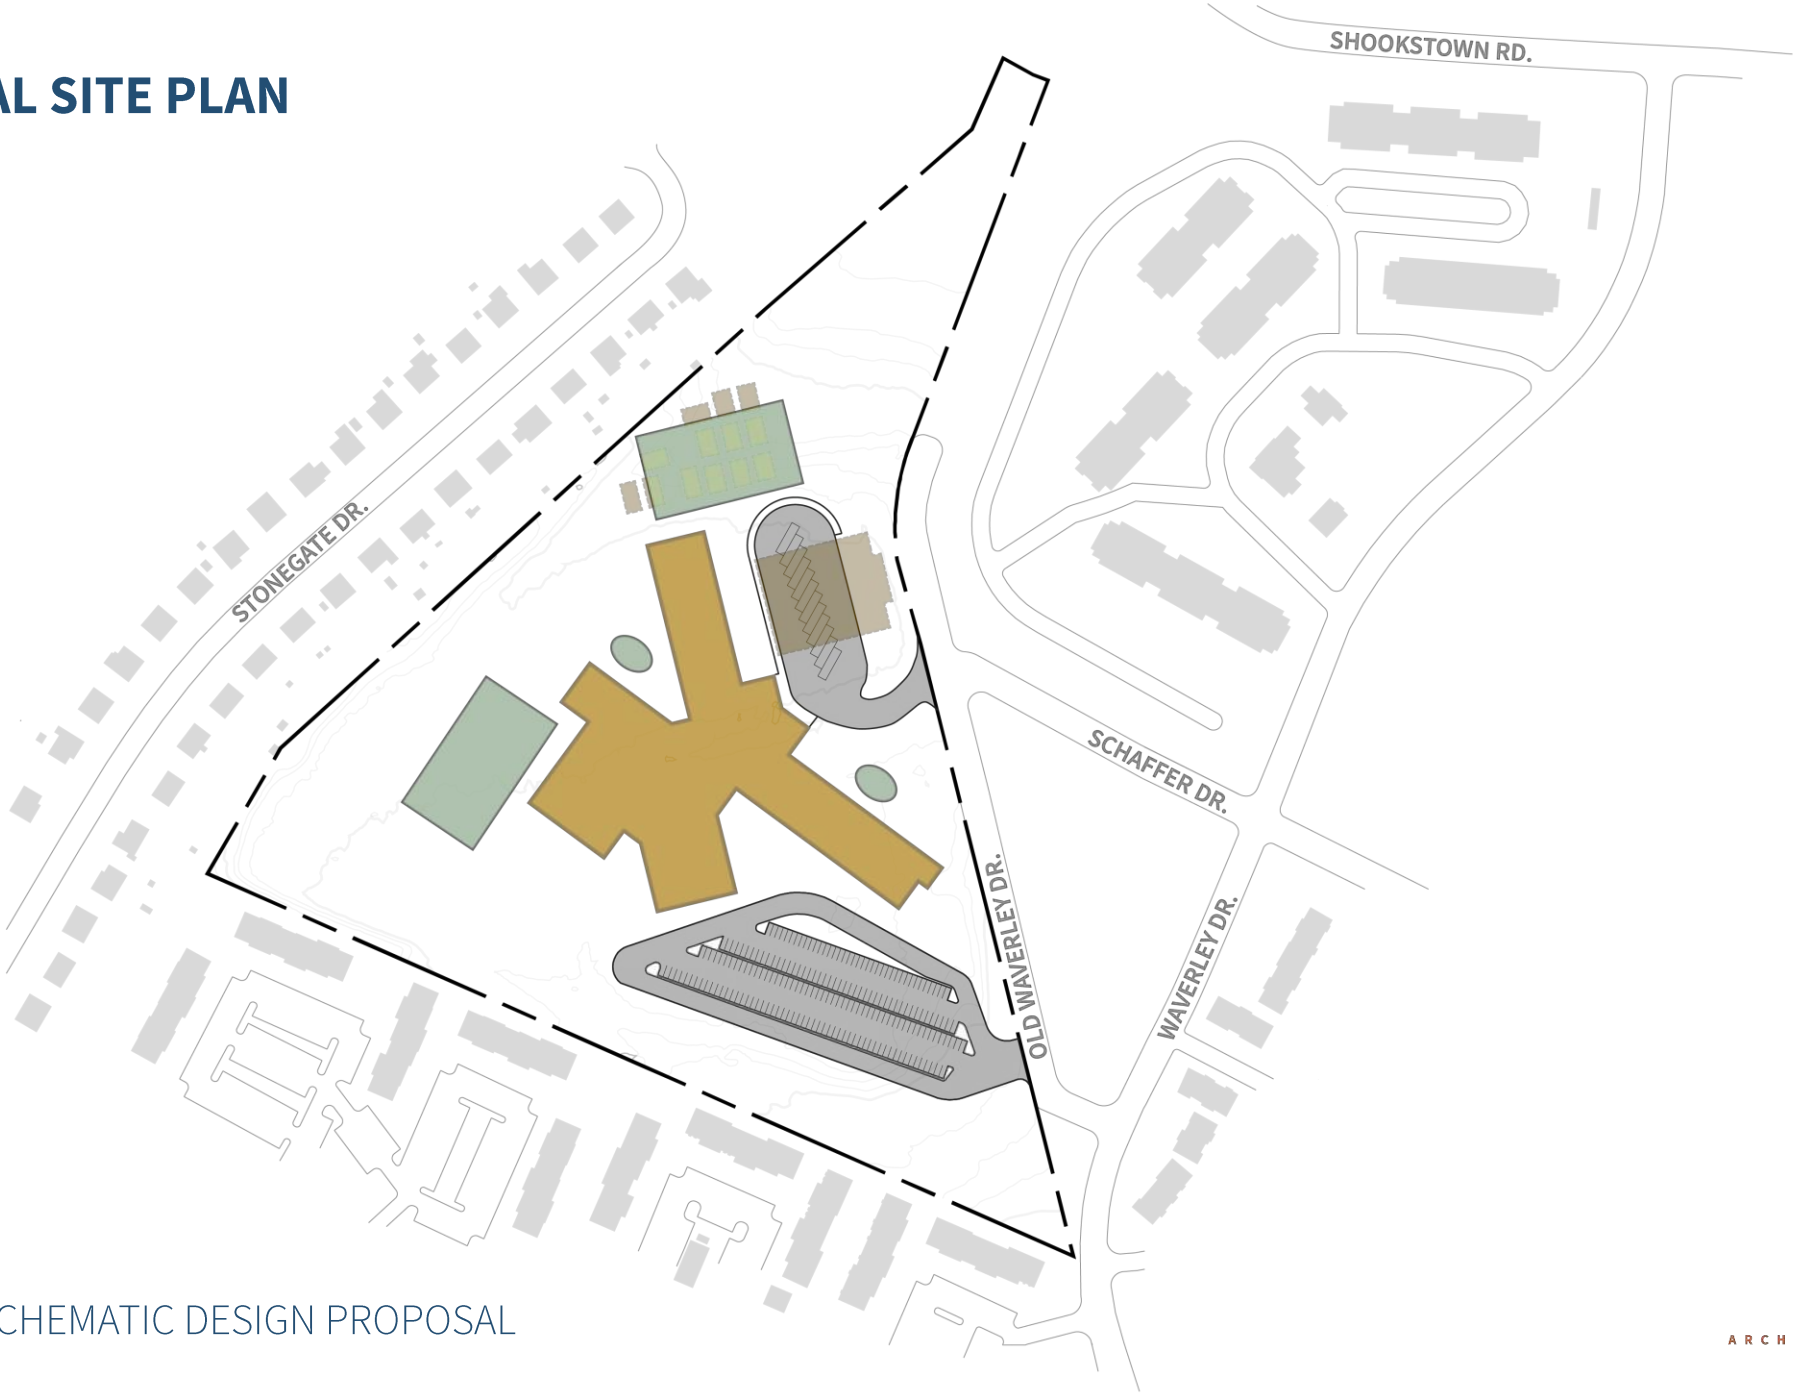 AL SITE PLAN
SHOOKSTOWN RD.
STONEGATE DR.
SCHAFFER DR.
OLD WAVERLEY DR.
WAVERLEY DR.
CHEMATIC DESIGN PROPOSAL
ARCH